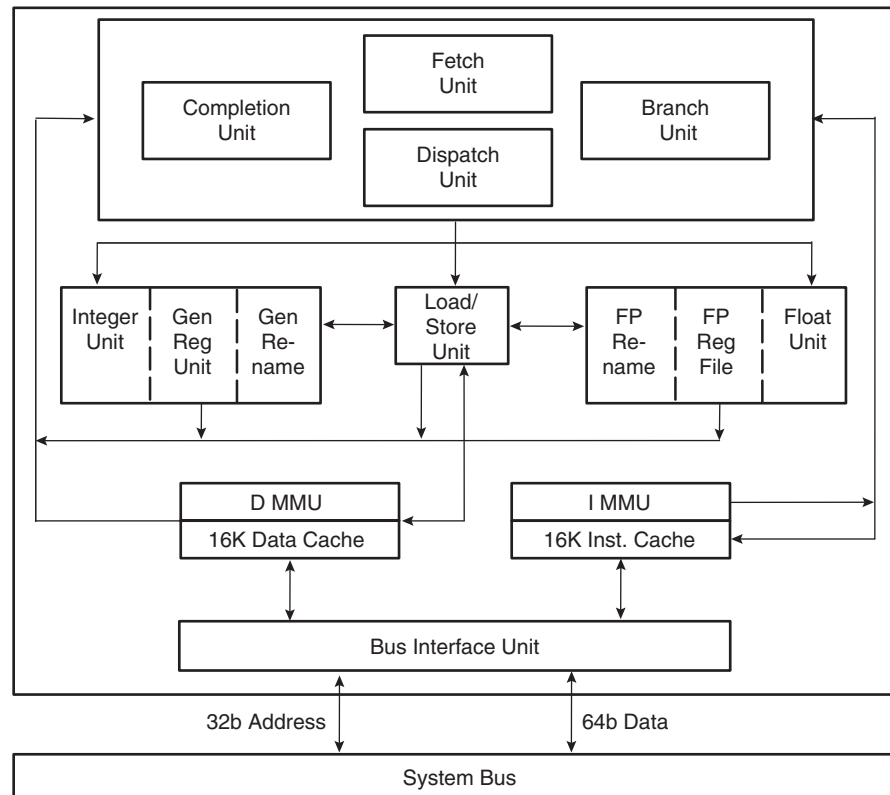 Fetch
Unit
Completion
Unit
Branch
Unit
Dispatch
Unit
Integer
Unit
Gen
Reg
Unit
Gen
Re-
name
Load/
Store
Unit
FP
Re-
name
FP
Reg
File
Float
Unit
D MMU
16K Data Cache
I MMU
16K Inst. Cache
Bus Interface Unit
32b Address
64b Data
System Bus